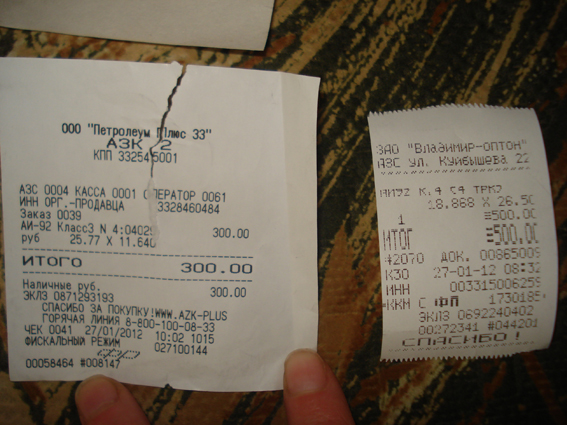 ООО "Петролеум Плюс 33"
АЗК 2
КПП 332545001
АЗС 0004 КАССА 0001 ОПЕРАТОР 0061
ИНН ОРГ.-ПРОДАВЦА 3328460484
Заказ 0039
АИ-92 Класс3 N 4:04029 300.00
руб 25.77 X 11.640
ИТОГО 300.00
Наличные руб. 300.00
ЭКЛЗ 0871293193
СПАСИБО ЗА ПОКУПКУ!WWW.AZK-PLUS
ГОРЯЧАЯ ЛИНИЯ 8-800-100-08-33
ЧЕК 0041 27/01/2012 10:02 1015
ФИСКАЛЬНЫЙ РЕЖИМ 027100144
00058464 #008147
ЗАО "Владимир-оптон"
АЗС ул. Куйбышева 22
АИ92 К.4 С4 ТРК2
18.868 X 26.50
1 ≡500.00
ИТОГ ≡500.00
#2070 ДОК. 00865009
К30 27-01-12 08:32
ИНН 003315006259
ККМ С ФП 1730185
ЭКЛЗ 0692240402
00272341 #044201
СПАСИБО!